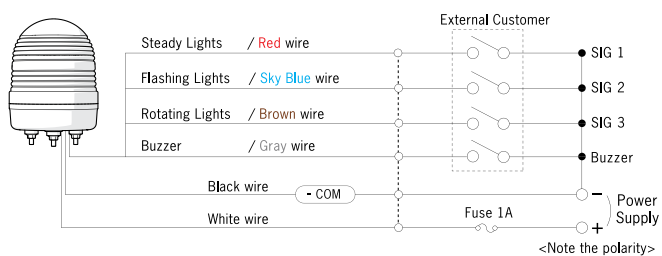 External Customer
Steady Lights / Red wire
SIG 1
Flashing Lights / Sky Blue wire
SIG 2
Rotating Lights / Brown wire
SIG 3
Buzzer / Gray wire
Buzzer
Black wire
- COM
−
Power
Supply
White wire
Fuse 1A
+
<Note the polarity>